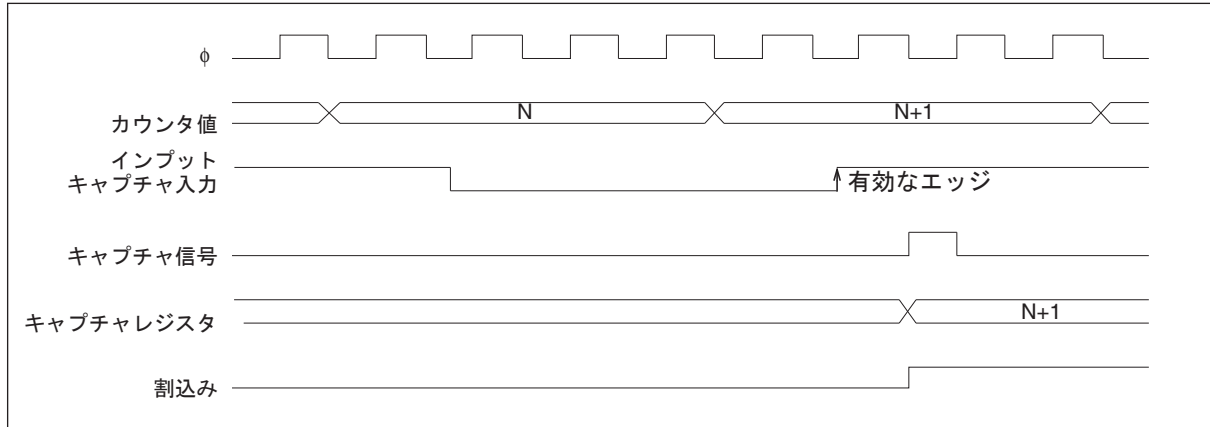 φ
カウンタ値
N
N+1
インプット
キャプチャ入力
有効なエッジ
キャプチャ信号
キャプチャレジスタ
N+1
割込み